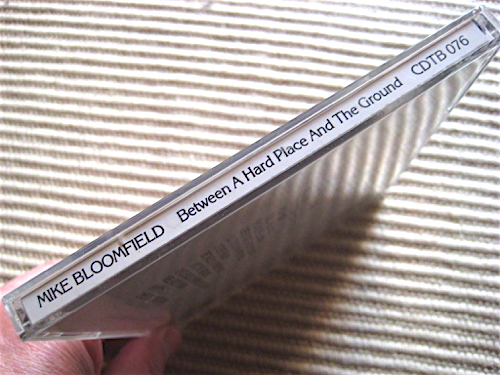 MIKE BLOOMFIELD Between A Hard Place And The Ground CDTB 076